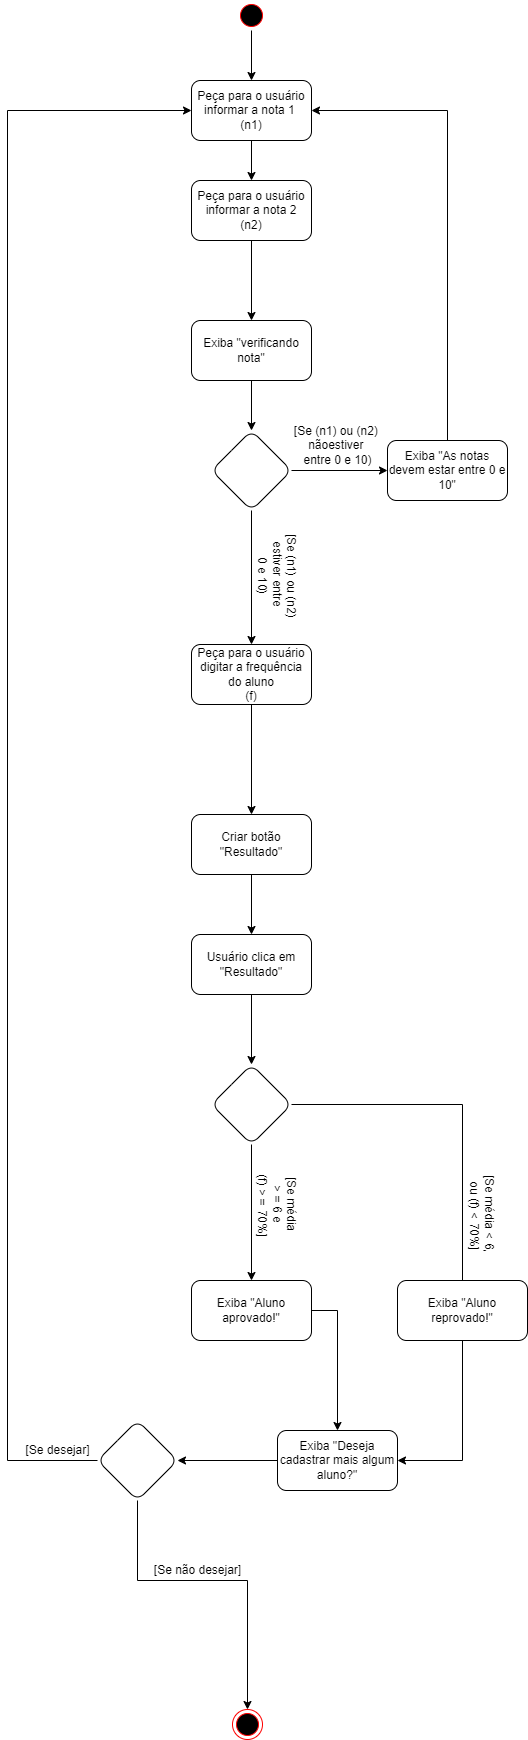 Peça para o usuário
informar a nota 1
(n1)
Peça para o usuário
informar a nota 2
(n2)
Exiba "verificando
nota"
[Se (n1) ou (n2)
nãoestiver
entre 0 e 10)
Exiba "As notas
devem estar entre 0 e
10"
[Se (n1) ou (n2)
estiver entre
0 e 10)
Peça para o usuário
digitar a frequência
do aluno
(f)
Criar botão
"Resultado"
Usuário clica em
"Resultado"
[Se média
> = 6 e
(f) > = 70%]
[Se média < 6,
ou (f) < 70%]
Exiba "Aluno
aprovado!"
Exiba "Aluno
reprovado!"
Exiba "Deseja
cadastrar mais algum
aluno?"
[Se desejar]
[Se não desejar]